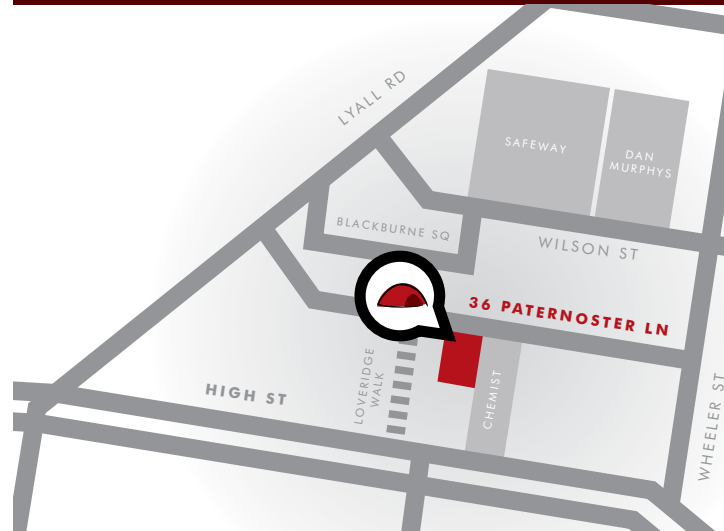 LYALL RD
SAFEWAY
DAN
MURPHYS
BLACKBURNE SQ
WILSON ST
36 PATERNOSTER LN
LOVERIDGE
WALK
HIGH ST
CHEMIST
WHEELER ST